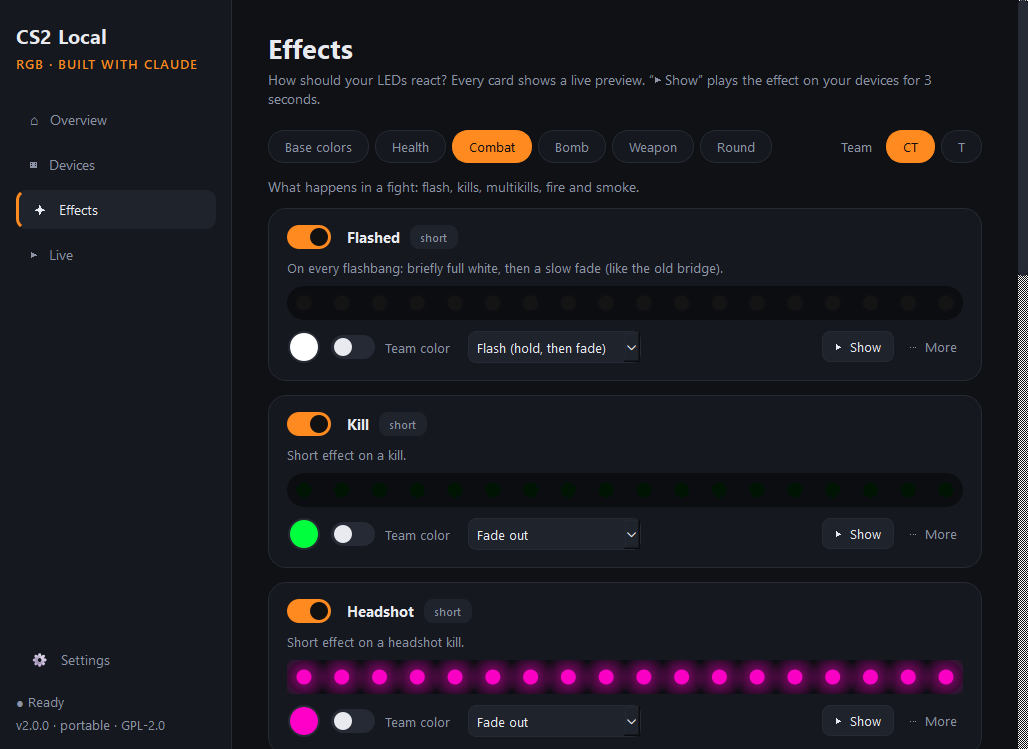 CS2 Local
RGB · BUILT WITH CLAUDE
Overview
Devices
Effects
Live
Settings
● Ready
v2.0.0 · portable · GPL-2.0
Effects
How should your LEDs react? Every card shows a live preview. “▸ Show” plays the effect on your devices for 3
seconds.
Base colors Health Combat Bomb Weapon Round Team CT T
What happens in a fight: flash, kills, multikills, fire and smoke.
Flashed short
On every flashbang: briefly full white, then a slow fade (like the old bridge).
Team color Flash (hold, then fade) ▸ Show ··· More
Kill short
Short effect on a kill.
Team color Fade out ▸ Show ··· More
Headshot short
Short effect on a headshot kill.
Team color Fade out ▸ Show ··· More